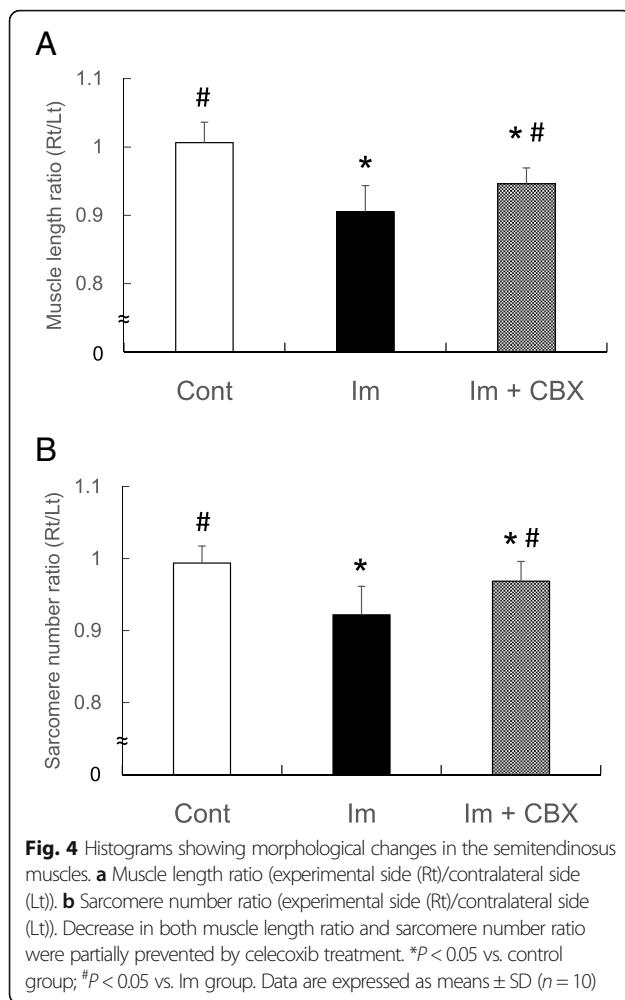 A
Muscle length ratio (Rt/Lt)
1.1
1
0.9
0.8
≈
0
#
*
* #
Cont Im Im + CBX
B
Sarcomere number ratio (Rt/Lt)
1.1
1
0.9
0.8
≈
0
#
*
* #
Cont Im Im + CBX
Fig. 4 Histograms showing morphological changes in the semitendinosus
muscles. a Muscle length ratio (experimental side (Rt)/contralateral side
(Lt)). b Sarcomere number ratio (experimental side (Rt)/contralateral side
(Lt)). Decrease in both muscle length ratio and sarcomere number ratio
were partially prevented by celecoxib treatment. *P < 0.05 vs. control
group; #P < 0.05 vs. Im group. Data are expressed as means ± SD (n = 10)